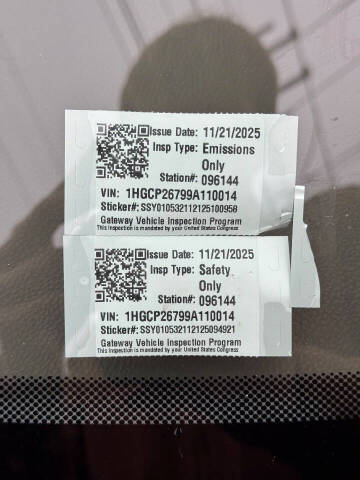 Issue Date: 11/21/2025
Insp Type: Emissions
Only
Station#: 096144
VIN: 1HGCP26799A110014
Sticker#: SSY010532112125100958
Gateway Vehicle Inspection Program
This inspection is mandated by your United States Congress
Issue Date: 11/21/2025
Insp Type: Safety
Only
Station#: 096144
VIN: 1HGCP26799A110014
Sticker#: SSY010532112125094921
Gateway Vehicle Inspection Program
This inspection is mandated by your United States Congress